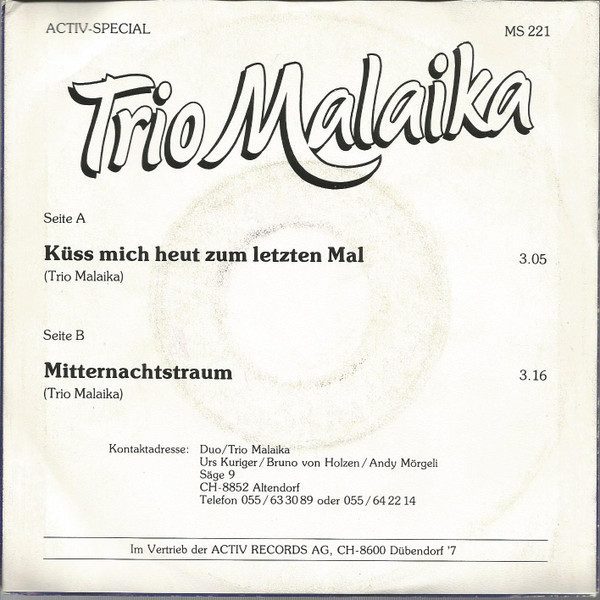 ACTIV-SPECIAL MS 221
Trio Malaika
Seite A
Küss mich heut zum letzten Mal 3.05
(Trio Malaika)
Seite B
Mitternachtstraum 3.16
(Trio Malaika)
Kontaktadresse: Duo/Trio Malaika
Urs Kuriger/Bruno von Holzen/Andy Mörgeli
Säge 9
CH-8852 Altendorf
Telefon 055/63 30 89 oder 055/64 22 14
Im Vertrieb der ACTIV RECORDS AG, CH-8600 Dübendorf '7